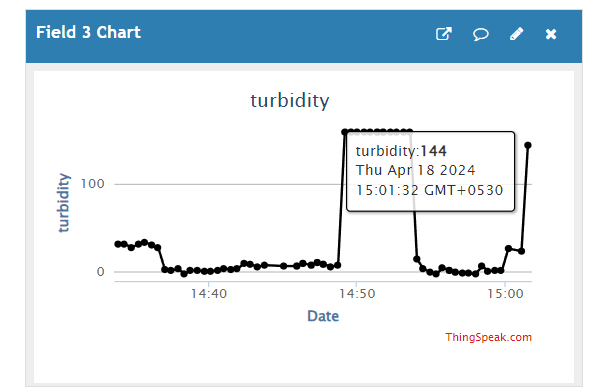 Field 3 Chart
turbidity
turbidity:144
Thu Apr 18 2024
15:01:32 GMT+0530
turbidity
100
0
14:40
14:50
15:00
Date
ThingSpeak.com